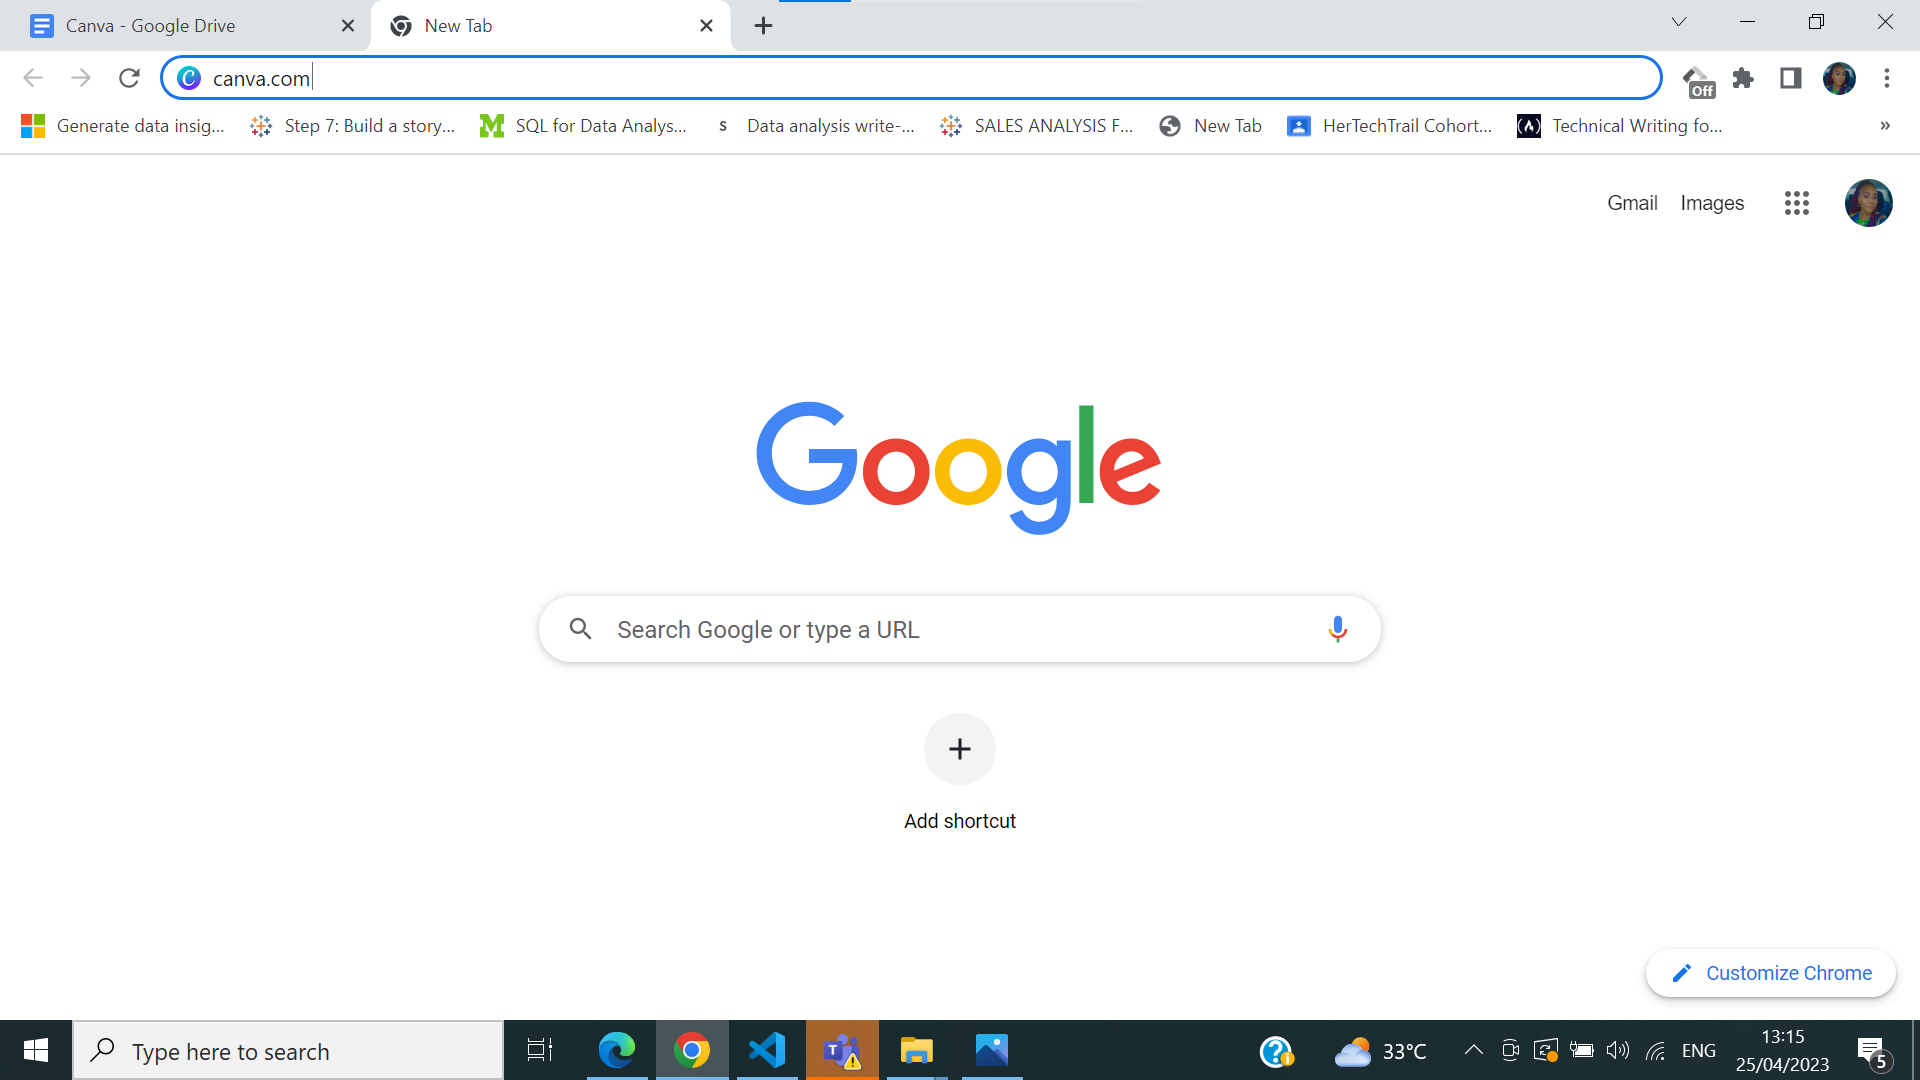 Canva - Google Drive
New Tab
canva.com
Off
Generate data insig...
Step 7: Build a story...
SQL for Data Analys...
S Data analysis write-...
SALES ANALYSIS F...
New Tab
HerTechTrail Cohort...
Technical Writing fo...
»
Gmail
Images
Google
Search Google or type a URL
Add shortcut
Customize Chrome
Type here to search
33°C
ENG
13:15
25/04/2023
5